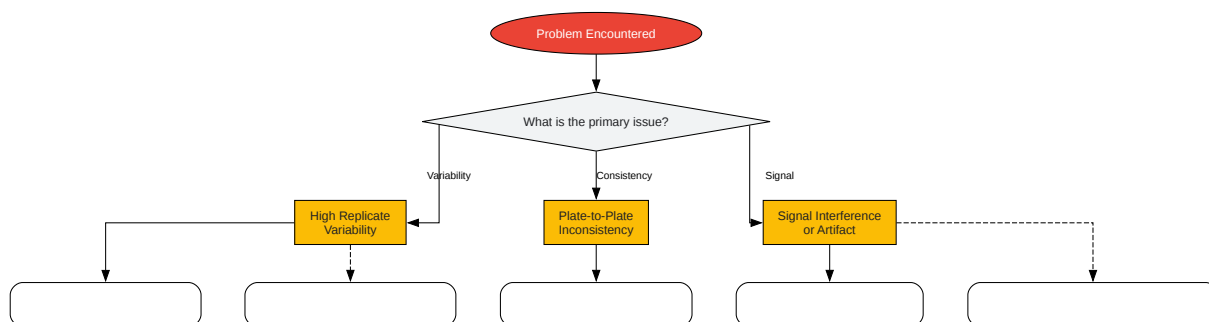 Problem Encountered
What is the primary issue?
Variability
Consistency
Signal
High Replicate
Variability
Plate-to-Plate
Inconsistency
Signal Interference
or Artifact